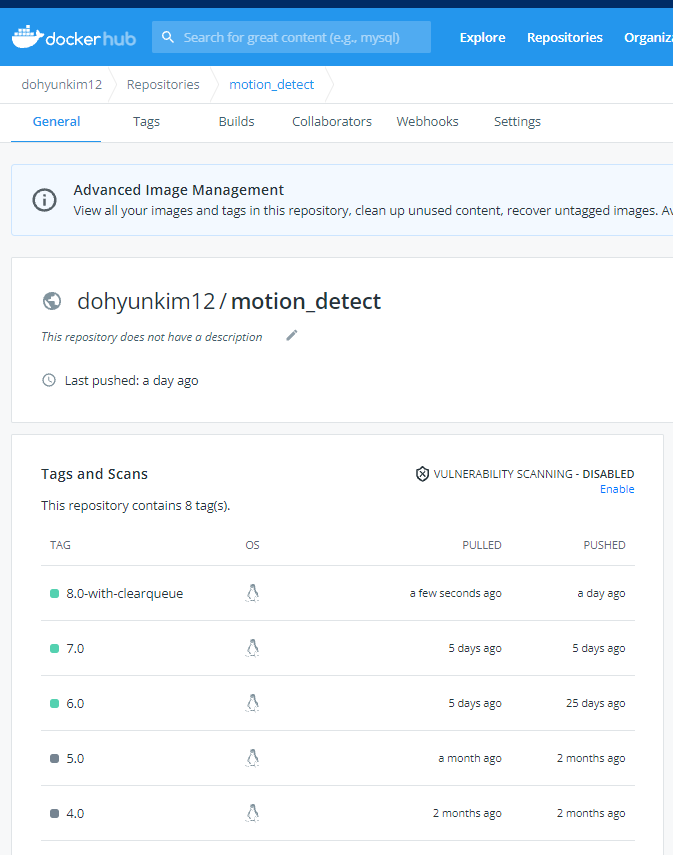 dockerhub
Search for great content (e.g., mysql)
Explore
Repositories
Organiza
dohyunkim12
Repositories
motion_detect
General
Tags
Builds
Collaborators
Webhooks
Settings
Advanced Image Management
View all your images and tags in this repository, clean up unused content, recover untagged images. Av
dohyunkim12 / motion_detect
This repository does not have a description
Last pushed: a day ago
Tags and Scans
VULNERABILITY SCANNING - DISABLED
Enable
This repository contains 8 tag(s).
TAG OS PULLED PUSHED
8.0-with-clearqueue a few seconds ago a day ago
7.0 5 days ago 5 days ago
6.0 5 days ago 25 days ago
5.0 a month ago 2 months ago
4.0 2 months ago 2 months ago